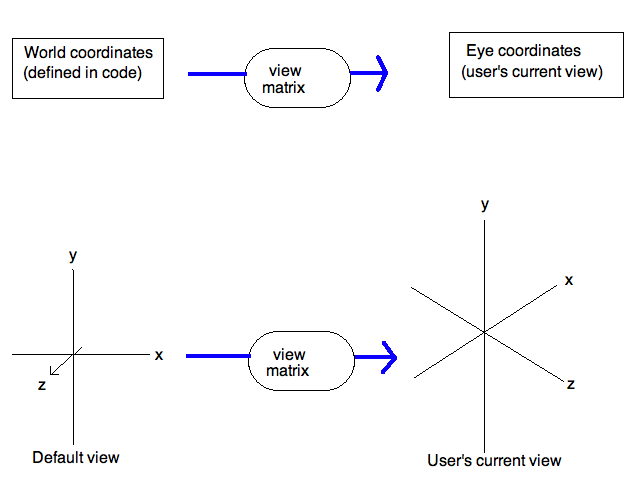 World coordinates
(defined in code)
view
matrix
Eye coordinates
(user's current view)
y
x
z
Default view
view
matrix
y
x
z
User's current view